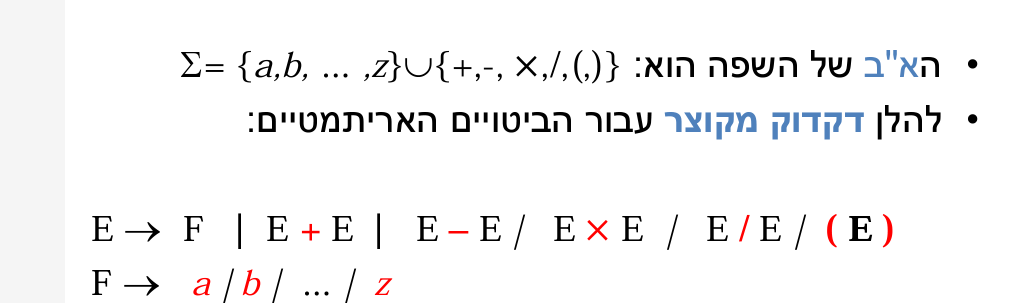 • הא"ב של השפה הוא: Σ= {a,b, ... ,z}∪{+,-, ×,/,(,)}
• להלן דקדוק מקוצר עבור הביטויים האריתמטיים:
E → F | E + E | E – E / E × E / E / E / ( E )
F → a / b / ... / z